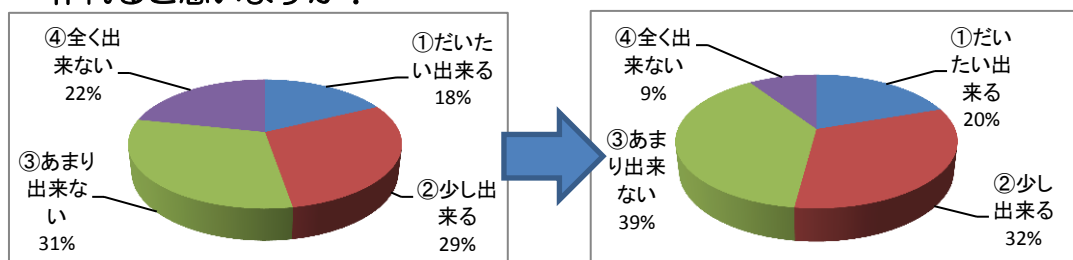 ④全く出
来ない
22%
①だいた
い出来る
18%
③あまり
出来な
い
31%
②少し出
来る
29%
④全く出
来ない
9%
①だい
たい出
来る
20%
③あま
り出来
ない
39%
②少し
出来る
32%